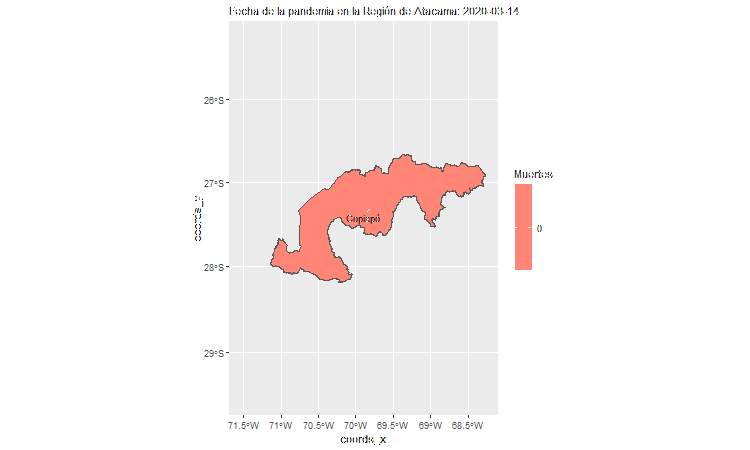 Fecha de la pandemia en la Región de Atacama: 2020-03-14
26°S
27°S
28°S
29°S
coords_y
Copiapó
71.5°W 71°W 70.5°W 70°W 69.5°W 69°W 68.5°W
coords_x
Muertes
0